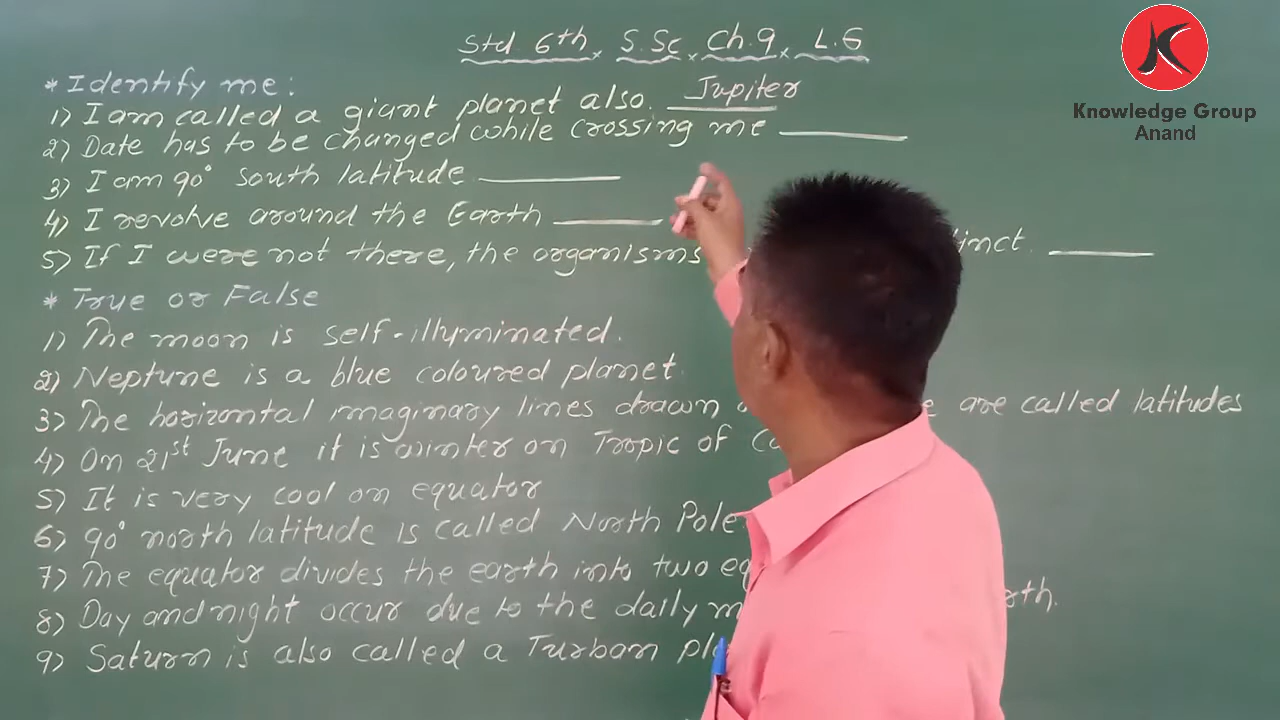 Std. 6th x S.Sc x Ch.9 x L.6
* Identify me:
1) I am called a giant planet also. Jupiter
2) Date has to be changed while crossing me
3) I am 90° south latitude
4) I revolve around the Earth
5) If I were not there, the organisms
* True or False
1) The moon is self-illuminated.
2) Neptune is a blue coloured planet.
3) The horizontal imaginary lines drawn are called latitudes
4) On 21st June it is winter on Tropic of
5) It is very cool on equator
6) 90° north latitude is called North Pole.
7) The equator divides the earth into two
8) Day and night occur due to the daily
9) Saturn is also called a Turban
Knowledge Group
Anand